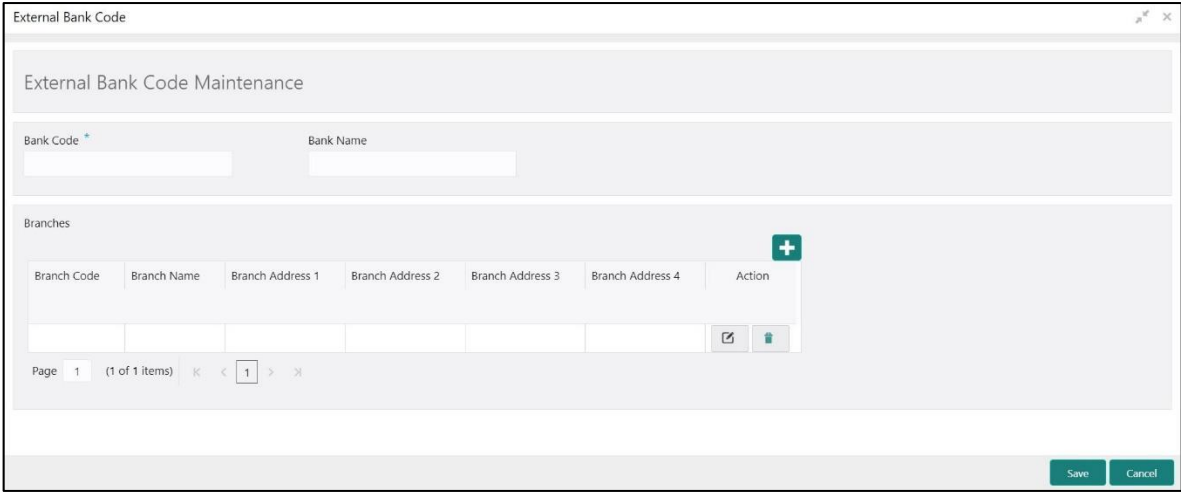 External Bank Code
External Bank Code Maintenance
Bank Code * Bank Name
Branches
Branch Code Branch Name Branch Address 1 Branch Address 2 Branch Address 3 Branch Address 4 Action
Page 1 (1 of 1 items) 1
Save Cancel